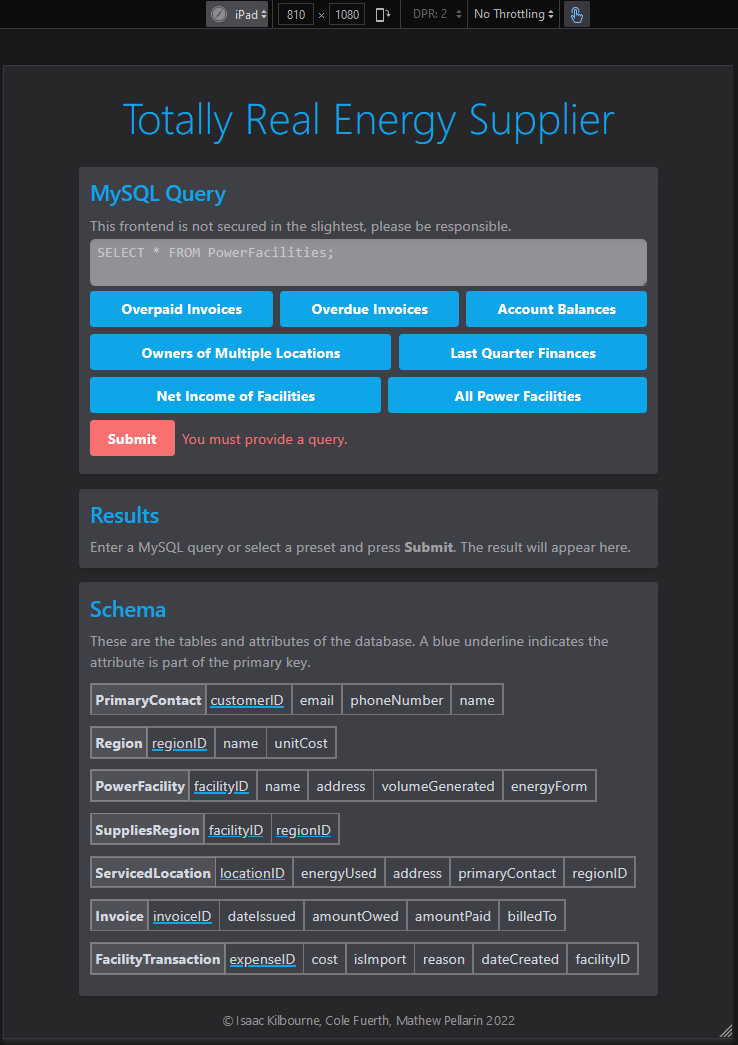 iPad 810 × 1080 DPR: 2 No Throttling
Totally Real Energy Supplier
MySQL Query
This frontend is not secured in the slightest, please be responsible.
SELECT * FROM PowerFacilities;
Overpaid Invoices Overdue Invoices Account Balances
Owners of Multiple Locations Last Quarter Finances
Net Income of Facilities All Power Facilities
Submit You must provide a query.
Results
Enter a MySQL query or select a preset and press Submit. The result will appear here.
Schema
These are the tables and attributes of the database. A blue underline indicates the
attribute is part of the primary key.
PrimaryContact customerID email phoneNumber name
Region regionID name unitCost
PowerFacility facilityID name address volumeGenerated energyForm
SuppliesRegion facilityID regionID
ServicedLocation locationID energyUsed address primaryContact regionID
Invoice invoiceID dateIssued amountOwed amountPaid billedTo
FacilityTransaction expenseID cost isImport reason dateCreated facilityID
© Isaac Kilbourne, Cole Fuerth, Mathew Pellarin 2022